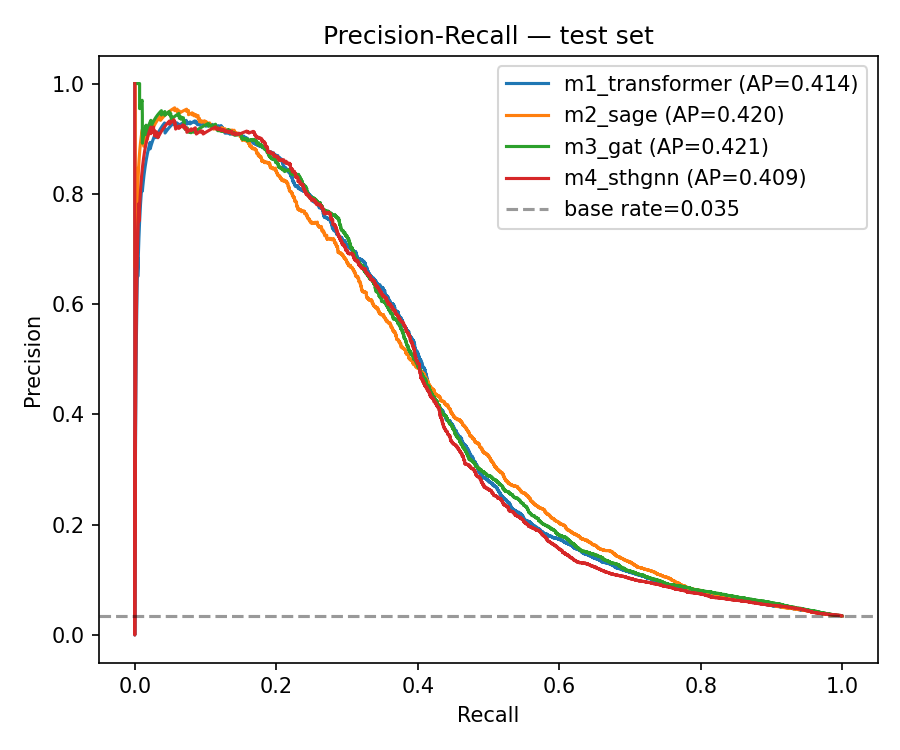 Precision-Recall — test set
m1_transformer (AP=0.414)
m2_sage (AP=0.420)
m3_gat (AP=0.421)
m4_sthgnn (AP=0.409)
base rate=0.035
Precision
1.0
0.8
0.6
0.4
0.2
0.0
0.0 0.2 0.4 0.6 0.8 1.0
Recall